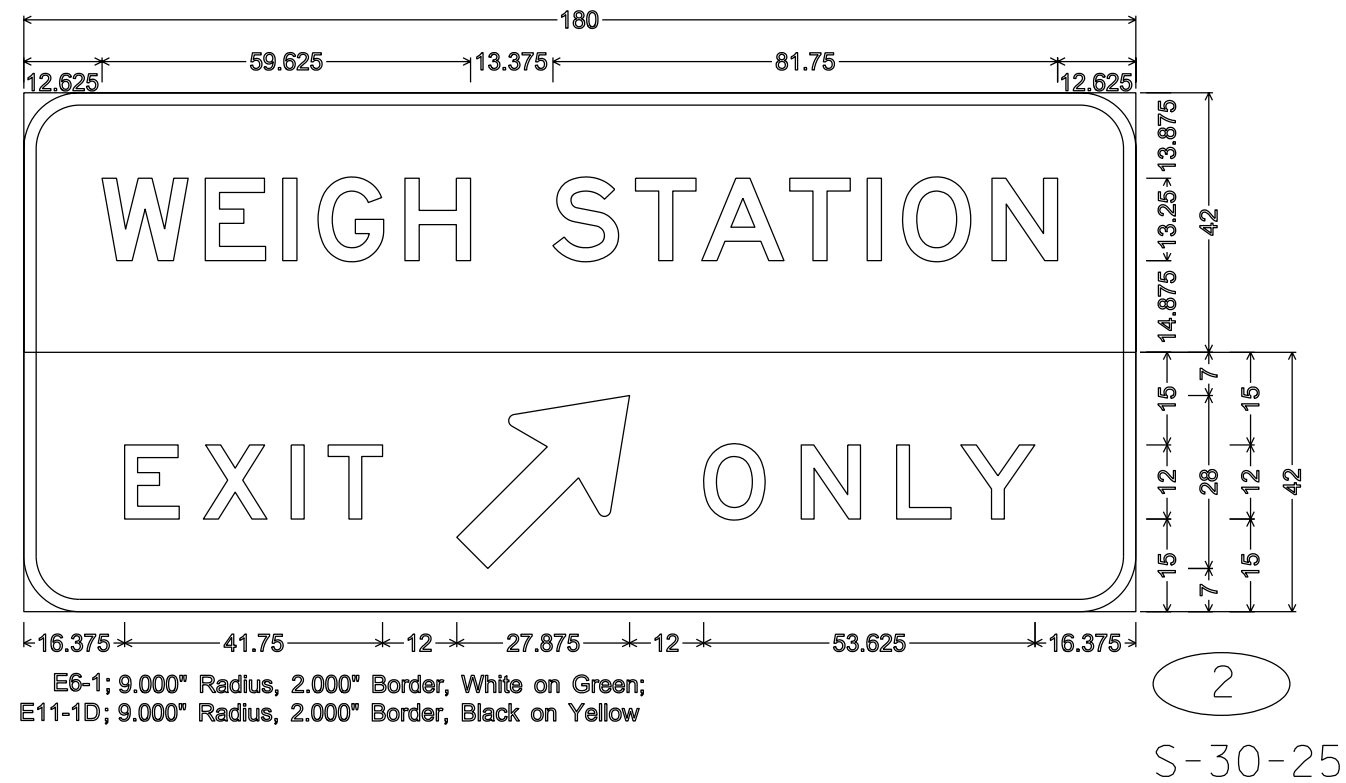 180
59.625 13.375 81.75
12.625 12.625
WEIGH STATION
13.875
13.25
14.875
42
EXIT ONLY
15
12
15
7
28
7
15
12
15
42
16.375 41.75 12 27.875 12 53.625 16.375
E6-1; 9.000" Radius, 2.000" Border, White on Green;
E11-1D; 9.000" Radius, 2.000" Border, Black on Yellow
2
S-30-25